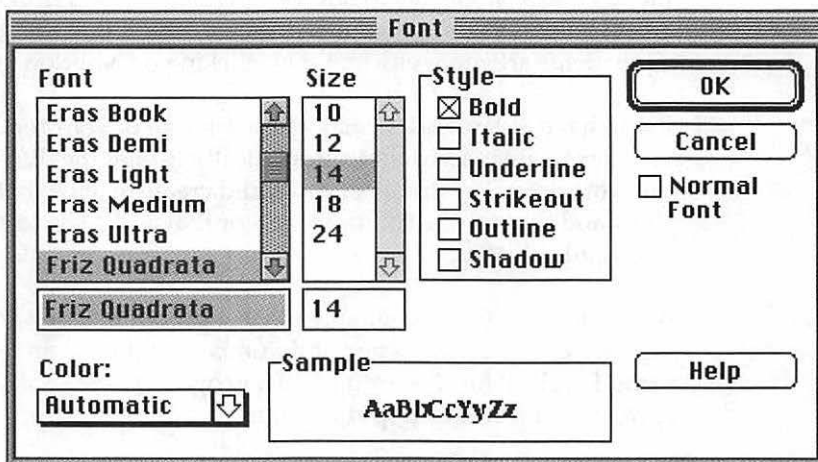 Font
Font
Eras Book
Eras Demi
Eras Light
Eras Medium
Eras Ultra
Friz Quadrata
Friz Quadrata
Size
10
12
14
18
24
14
Style
Bold
Italic
Underline
Strikeout
Outline
Shadow
OK
Cancel
Normal
Font
Color:
Automatic
Sample
AaBbCcYyZz
Help